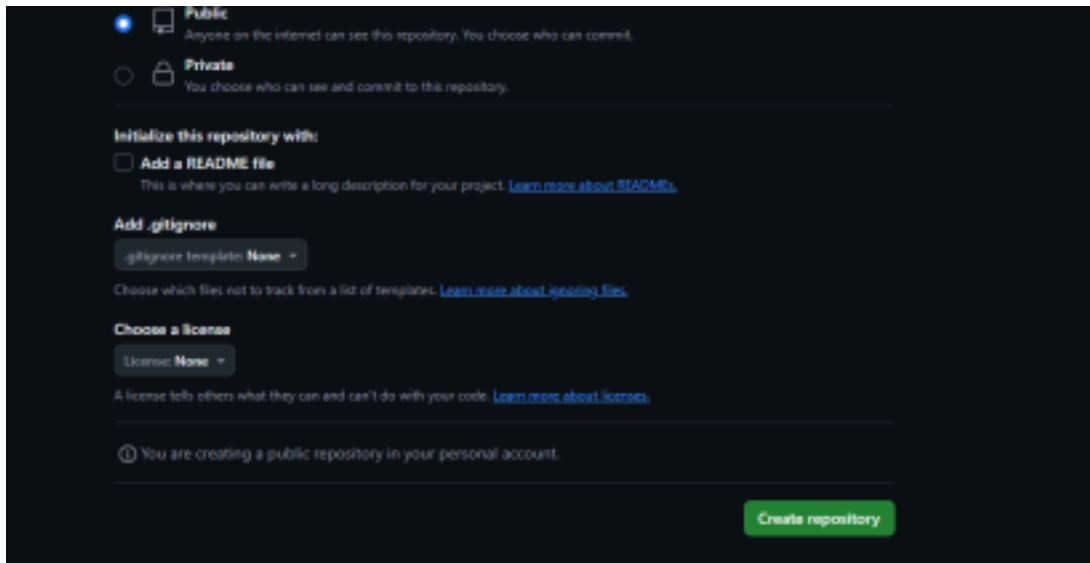 Public
Anyone on the internet can see this repository. You choose who can commit.
Private
You choose who can see and commit to this repository.
Initialize this repository with:
Add a README file
This is where you can write a long description for your project. Learn more about READMEs.
Add .gitignore
.gitignore template: None
Choose which files not to track from a list of templates. Learn more about ignoring files.
Choose a license
License: None
A license tells others what they can and can't do with your code. Learn more about licenses.
You are creating a public repository in your personal account.
Create repository